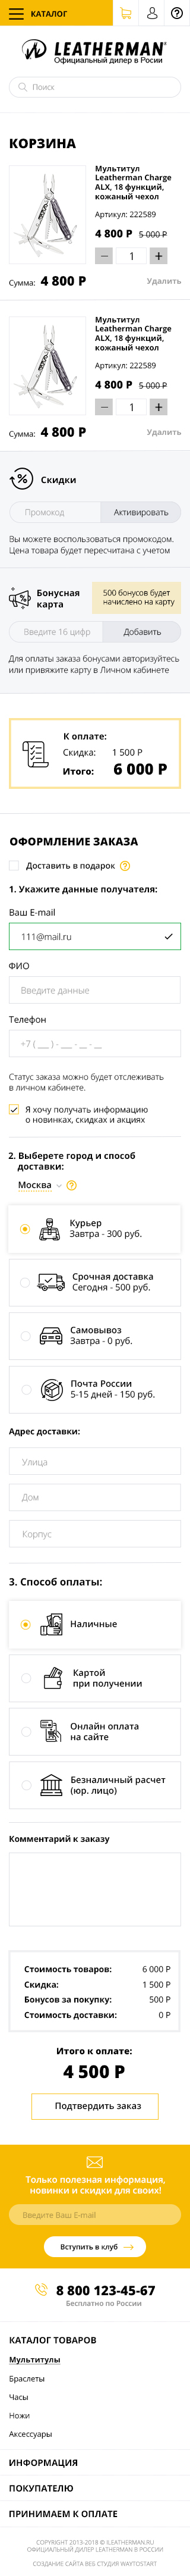 КАТАЛОГ
LEATHERMAN®
Официальный дилер в России
Поиск
КОРЗИНА
Мультитул
Leatherman Charge
ALX, 18 функций,
кожаный чехол
Артикул: 222589
4 800 Р 5 000 Р
1
Сумма: 4 800 Р Удалить
Мультитул
Leatherman Charge
ALX, 18 функций,
кожаный чехол
Артикул: 222589
4 800 Р 5 000 Р
1
Сумма: 4 800 Р Удалить
Скидки
Промокод Активировать
Вы можете воспользоваться промокодом.
Цена товара будет пересчитана с учетом
Бонусная
карта
500 бонусов будет
начислено на карту
Введите 16 цифр Добавить
Для оплаты заказа бонусами авторизуйтесь
или привяжите карту в Личном кабинете
К оплате:
Скидка: 1 500 Р
Итого: 6 000 Р
ОФОРМЛЕНИЕ ЗАКАЗА
Доставить в подарок
1. Укажите данные получателя:
Ваш E-mail
111@mail.ru
ФИО
Введите данные
Телефон
+7 ( ___ ) - ___ - __ - __
Статус заказа можно будет отслеживать
в личном кабинете.
Я хочу получать информацию
о новинках, скидках и акциях
2. Выберете город и способ
доставки:
Москва
Курьер
Завтра - 300 руб.
Срочная доставка
Сегодня - 500 руб.
Самовывоз
Завтра - 0 руб.
Почта России
5-15 дней - 150 руб.
Адрес доставки:
Улица
Дом
Корпус
3. Способ оплаты:
Наличные
Картой
при получении
Онлайн оплата
на сайте
Безналичный расчет
(юр. лицо)
Комментарий к заказу
Стоимость товаров: 6 000 Р
Скидка: 1 500 Р
Бонусов за покупку: 500 Р
Стоимость доставки: 0 Р
Итого к оплате:
4 500 Р
Подтвердить заказ
Только полезная информация,
новинки и скидки для своих!
Введите Ваш E-mail
Вступить в клуб
8 800 123-45-67
Бесплатно по России
КАТАЛОГ ТОВАРОВ
Мультитулы
Браслеты
Часы
Ножи
Аксессуары
ИНФОРМАЦИЯ
ПОКУПАТЕЛЮ
ПРИНИМАЕМ К ОПЛАТЕ
COPYRIGHT 2013-2018 © ILEATHERMAN.RU
ОФИЦИАЛЬНЫЙ ДИЛЕР LEATHERMAN В РОССИИ
СОЗДАНИЕ САЙТА ВЕБ СТУДИЯ WAYTOSTART